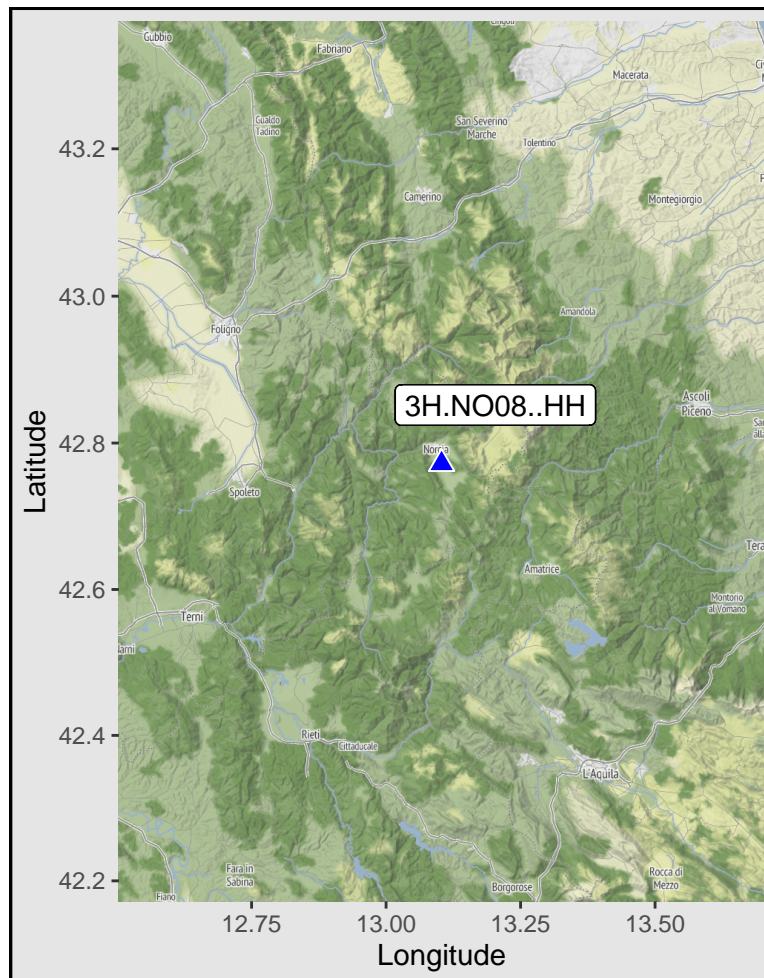 Gubbio
Fabriano
Macerata
Gualdo
Tadino
San Severino
Marche
Tolentino
43.2
Camerino
Montegiorgio
43.0
Foligno
Amandola
3H.NO08..HH
Ascoli
Piceno
42.8
Norcia
Spoleto
Latitude
Amatrice
42.6
Montorio
al Vomano
Terni
42.4
Rieti
Cittaducale
L'Aquila
Fara in
Sabina
Rocca di
Mezzo
42.2
Fiano
Borgorose
12.75
13.00
13.25
13.50
Longitude